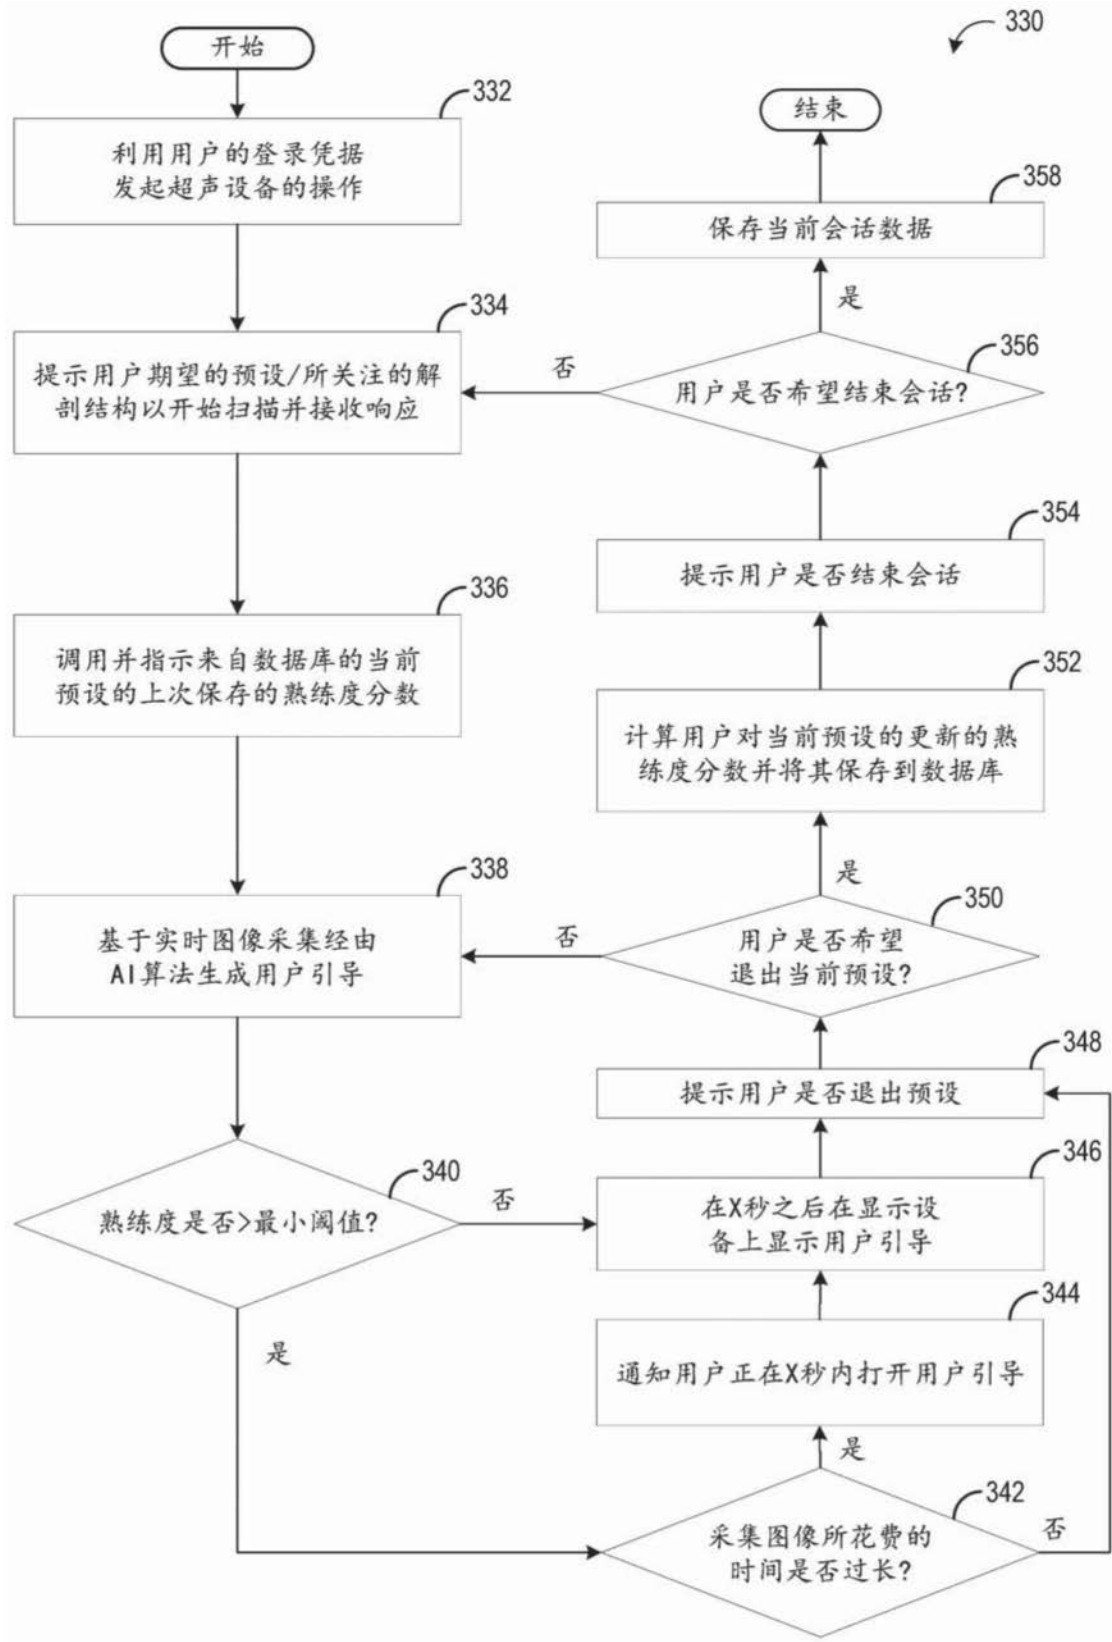 330
开始
332
利用用户的登录凭据
发起超声设备的操作
334
提示用户期望的预设/所关注的解
剖结构以开始扫描并接收响应
336
调用并指示来自数据库的当前
预设的上次保存的熟练度分数
338
基于实时图像采集经由
AI算法生成用户引导
340
熟练度是否>最小阈值?
否
是
342
采集图像所花费的
时间是否过长?
否
是
344
通知用户正在X秒内打开用户引导
346
在X秒之后在显示设
备上显示用户引导
348
提示用户是否退出预设
350
用户是否希望
退出当前预设?
否
是
352
计算用户对当前预设的更新的熟
练度分数并将其保存到数据库
354
提示用户是否结束会话
356
用户是否希望结束会话?
否
是
358
保存当前会话数据
结束